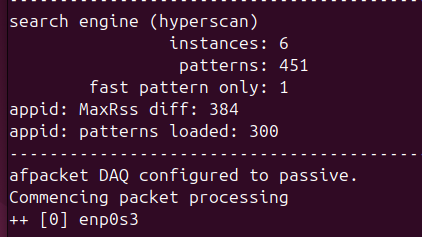 --------------------------------------------------
search engine (hyperscan)
instances: 6
patterns: 451
fast pattern only: 1
appid: MaxRss diff: 384
appid: patterns loaded: 300
--------------------------------------------------
afpacket DAQ configured to passive.
Commencing packet processing
++ [0] enp0s3